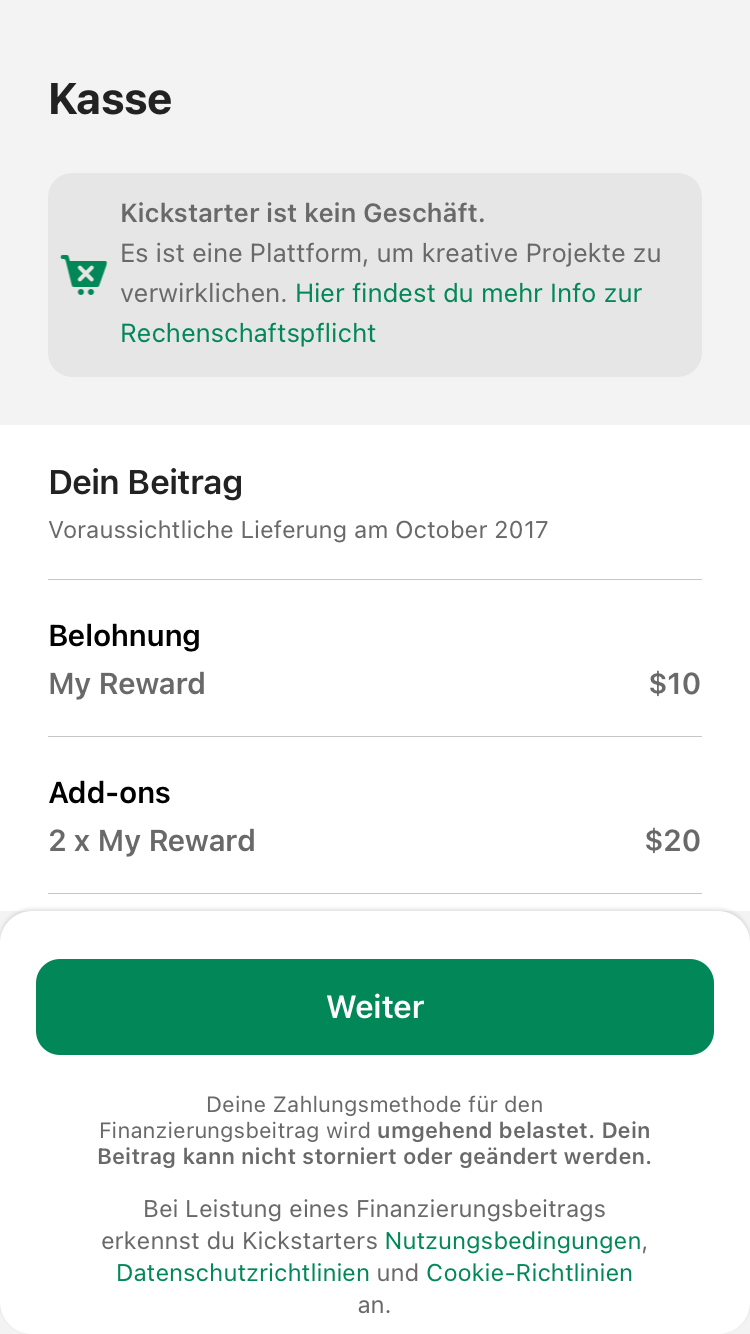 Kasse
Kickstarter ist kein Geschäft.
Es ist eine Plattform, um kreative Projekte zu
verwirklichen. Hier findest du mehr Info zur
Rechenschaftspflicht
Dein Beitrag
Voraussichtliche Lieferung am October 2017
Belohnung
My Reward $10
Add-ons
2 x My Reward $20
Weiter
Deine Zahlungsmethode für den
Finanzierungsbeitrag wird umgehend belastet. Dein
Beitrag kann nicht storniert oder geändert werden.
Bei Leistung eines Finanzierungsbeitrags
erkennst du Kickstarters Nutzungsbedingungen,
Datenschutzrichtlinien und Cookie-Richtlinien
an.